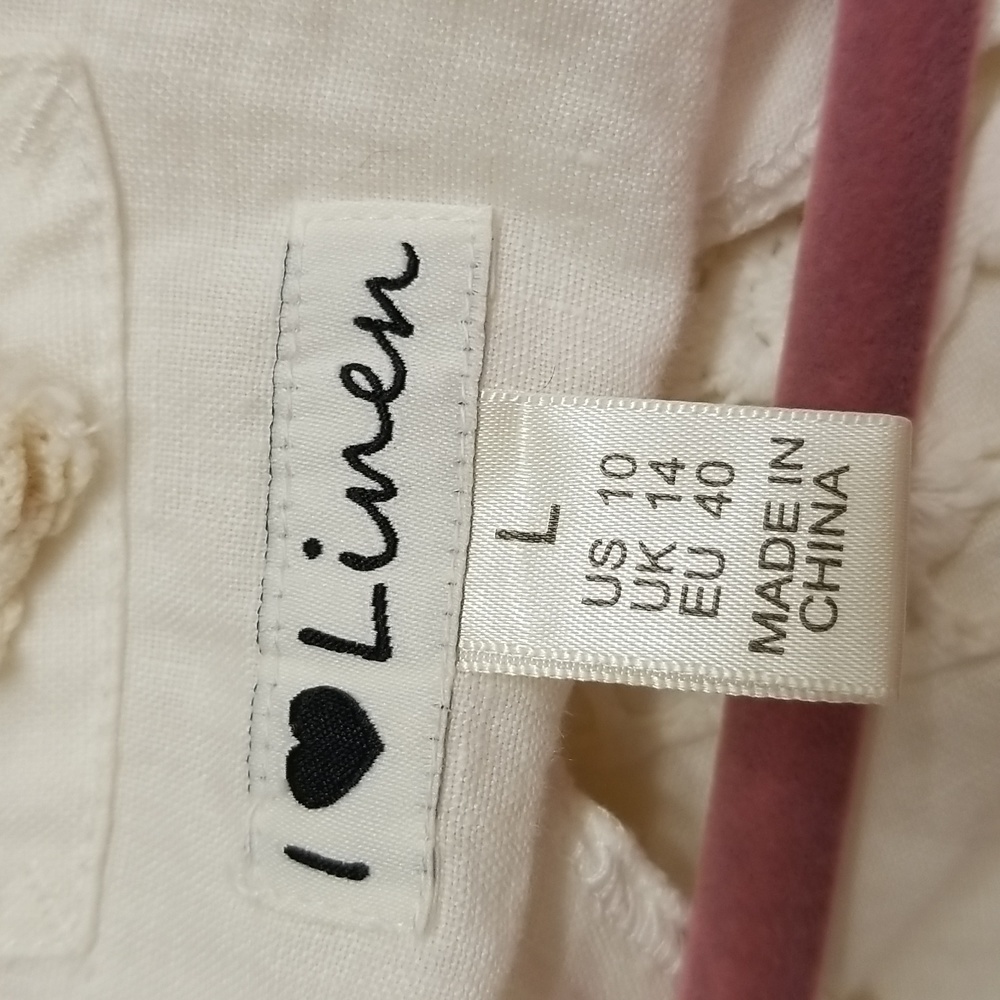 I ♥ Linen
L
US 10
UK 14
EU 40
MADE IN
CHINA